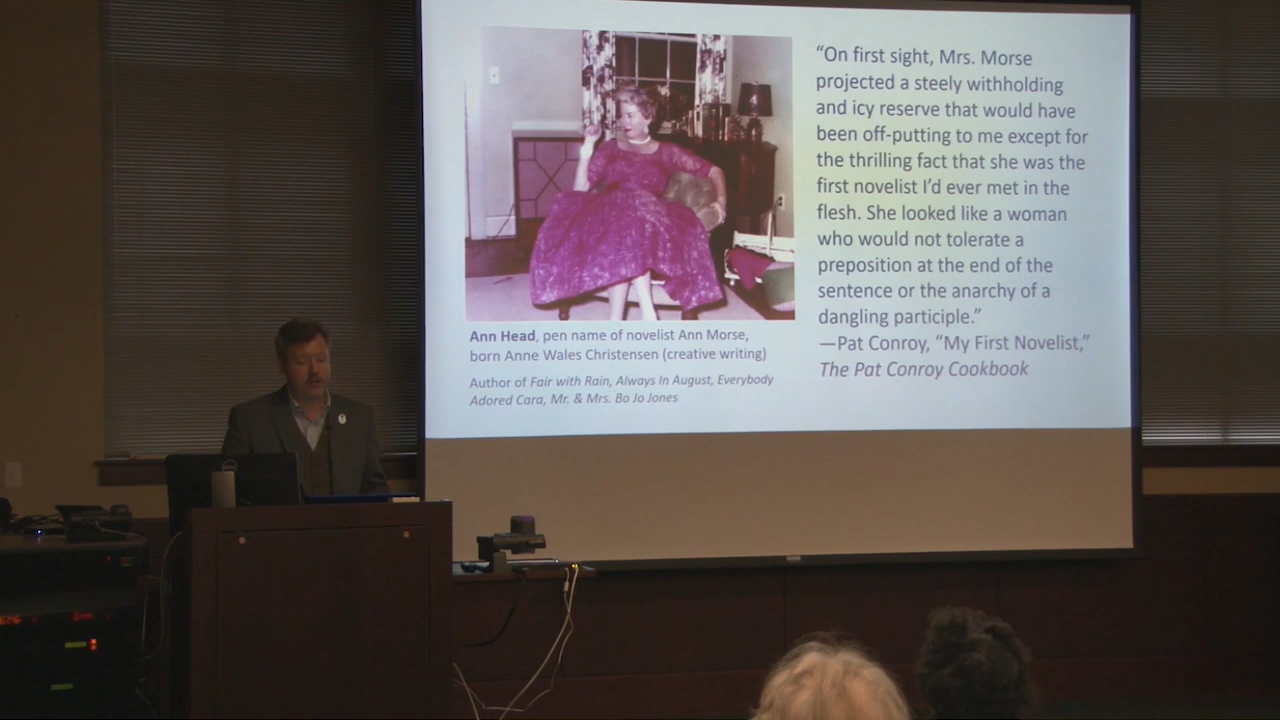 “On first sight, Mrs. Morse
projected a steely withholding
and icy reserve that would have
been off-putting to me except for
the thrilling fact that she was the
first novelist I’d ever met in the
flesh. She looked like a woman
who would not tolerate a
preposition at the end of the
sentence or the anarchy of a
dangling participle.”
—Pat Conroy, “My First Novelist,”
The Pat Conroy Cookbook
Ann Head, pen name of novelist Ann Morse,
born Anne Wales Christensen (creative writing)
Author of Fair with Rain, Always In August, Everybody
Adored Cara, Mr. & Mrs. Bo Jo Jones